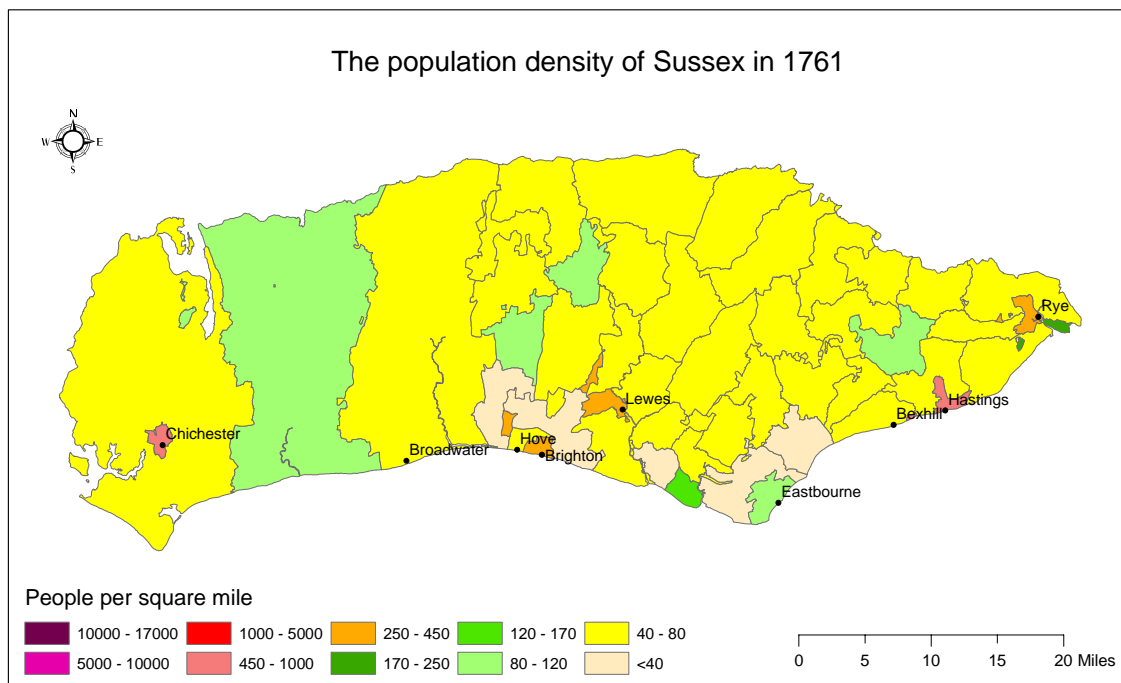 The population density of Sussex in 1761
N
W E
S
Rye
Lewes
Hastings
Bexhill
Chichester
Hove
Broadwater
Brighton
Eastbourne
People per square mile
10000 - 17000 1000 - 5000 250 - 450 120 - 170 40 - 80
5000 - 10000 450 - 1000 170 - 250 80 - 120 <40
0 5 10 15 20 Miles